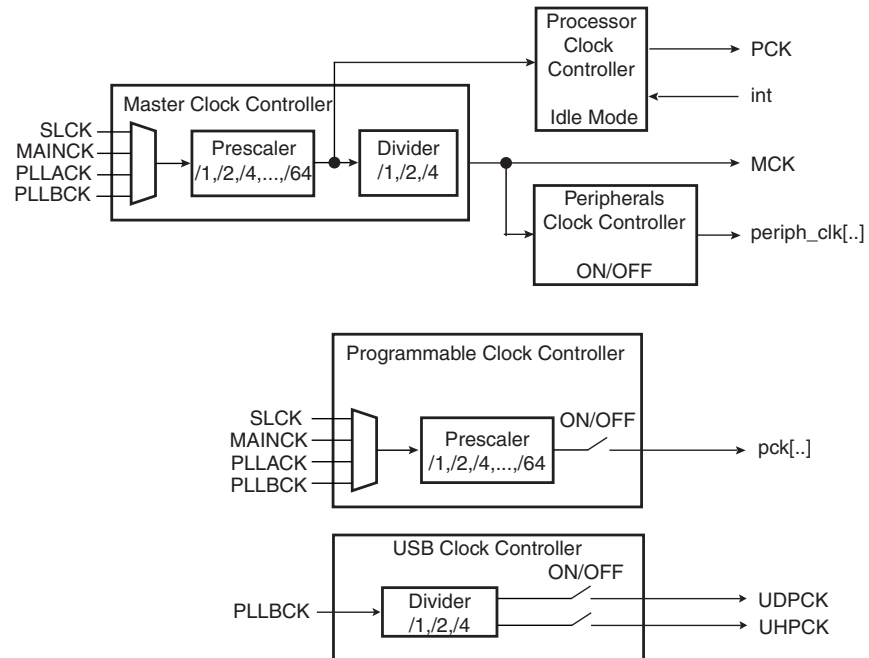 Processor
Clock
Controller
Idle Mode
PCK
int
Master Clock Controller
SLCK
MAINCK
PLLACK
PLLBCK
Prescaler
/1,/2,/4,...,/64
Divider
/1,/2,/4
MCK
Peripherals
Clock Controller
ON/OFF
periph_clk[..]
Programmable Clock Controller
SLCK
MAINCK
PLLACK
PLLBCK
Prescaler
/1,/2,/4,...,/64
ON/OFF
pck[..]
USB Clock Controller
ON/OFF
PLLBCK
Divider
/1,/2,/4
UDPCK
UHPCK